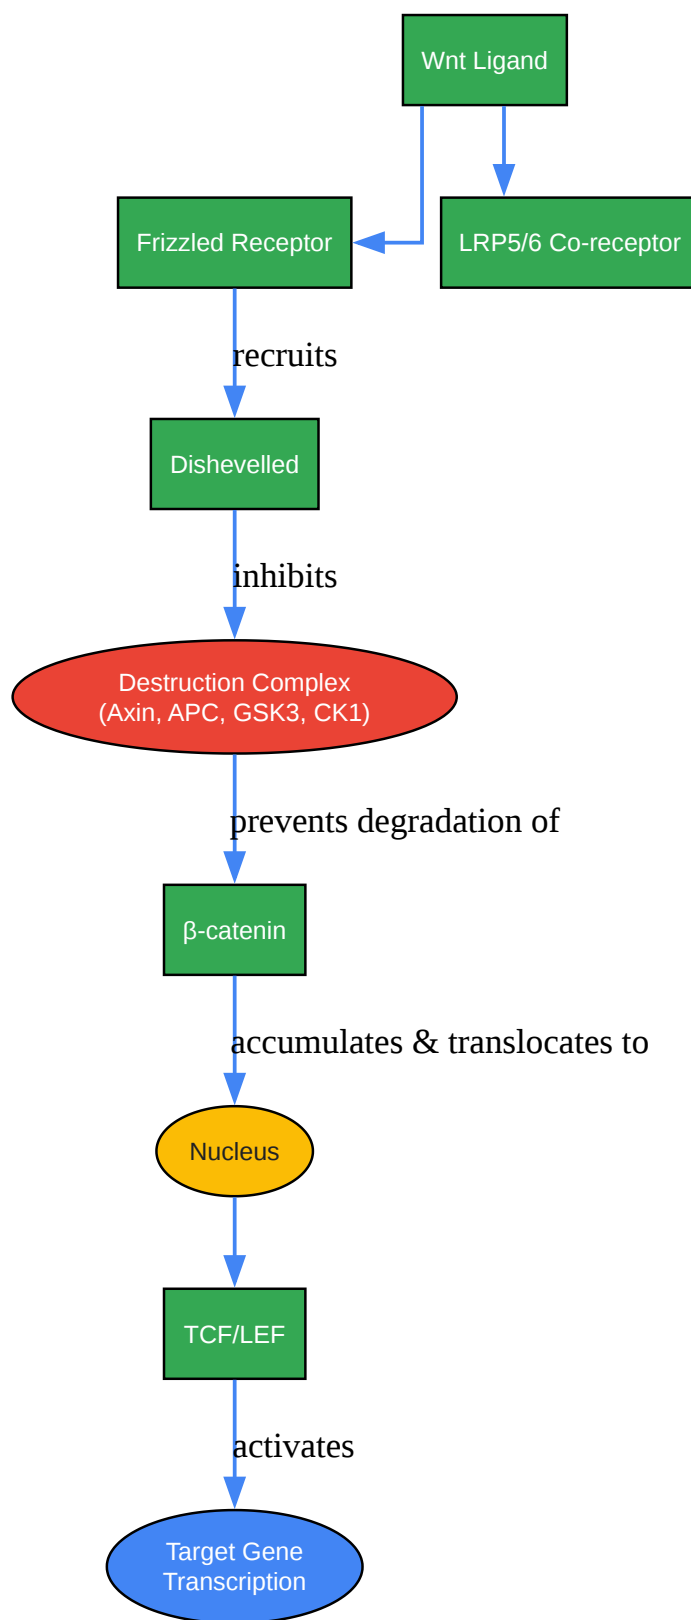 Wnt Ligand
Frizzled Receptor
LRP5/6 Co-receptor
recruits
Dishevelled
inhibits
Destruction Complex
(Axin, APC, GSK3, CK1)
prevents degradation of
β-catenin
accumulates & translocates to
Nucleus
TCF/LEF
activates
Target Gene
Transcription